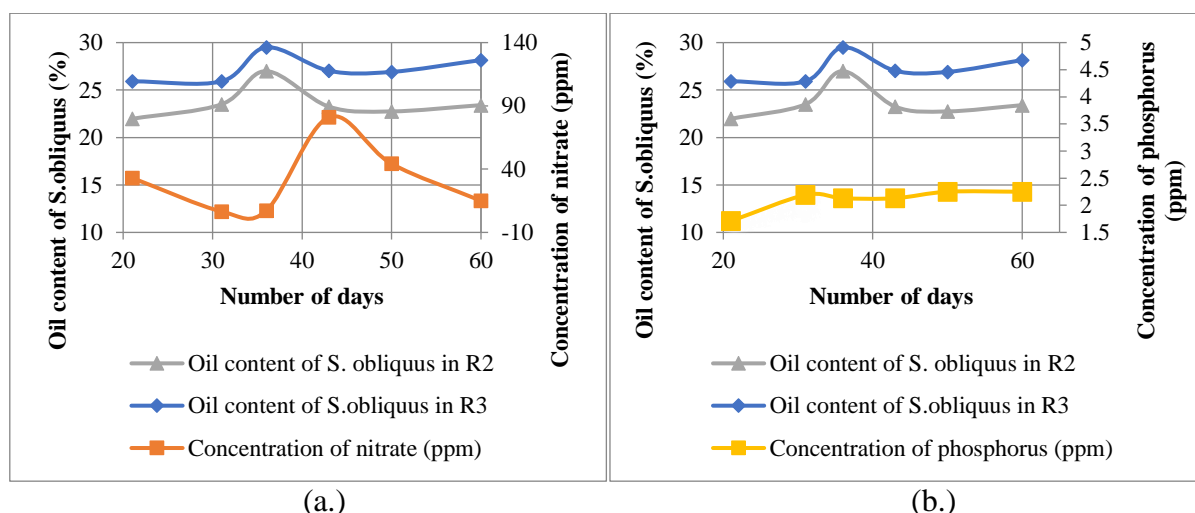 Oil content of S.obliquus (%)
30
25
20
15
10
140
90
40
-10
Concentration of nitrate (ppm)
20
30
40
50
60
Number of days
Oil content of S. obliquus in R2
Oil content of S.obliquus in R3
Concentration of nitrate (ppm)
(a.)
Oil content of S.obliquus (%)
30
25
20
15
10
5
4.5
4
3.5
3
2.5
2
1.5
Concentration of phosphorus
(ppm)
20
40
60
Number of days
Oil content of S. obliquus in R2
Oil content of S.obliquus in R3
Concentration of phosphorus (ppm)
(b.)